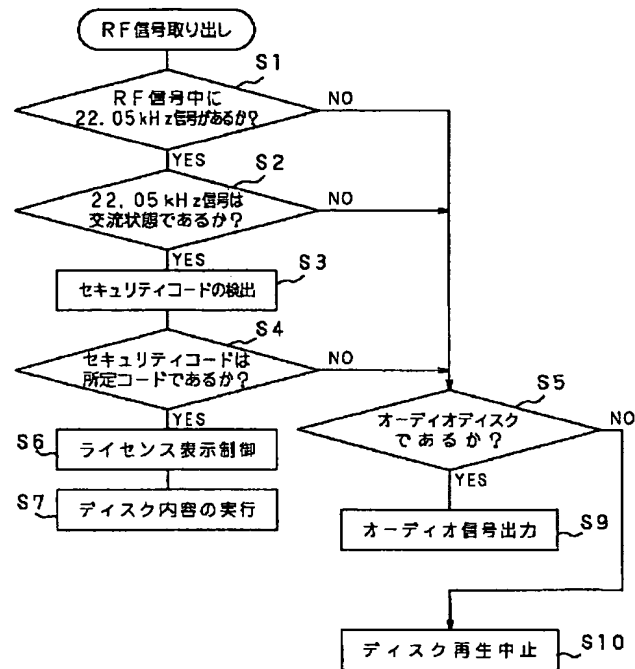 RF信号取り出し
S1
RF信号中に
22.05kHz信号があるか?
NO
YES
S2
22.05kHz信号は
交流状態であるか?
NO
YES
S3
セキュリティコードの検出
S4
セキュリティコードは
所定コードであるか?
NO
YES
S5
オーディオディスク
であるか?
NO
YES
S6
ライセンス表示制御
S7
ディスク内容の実行
オーディオ信号出力
S9
ディスク再生中止
S10